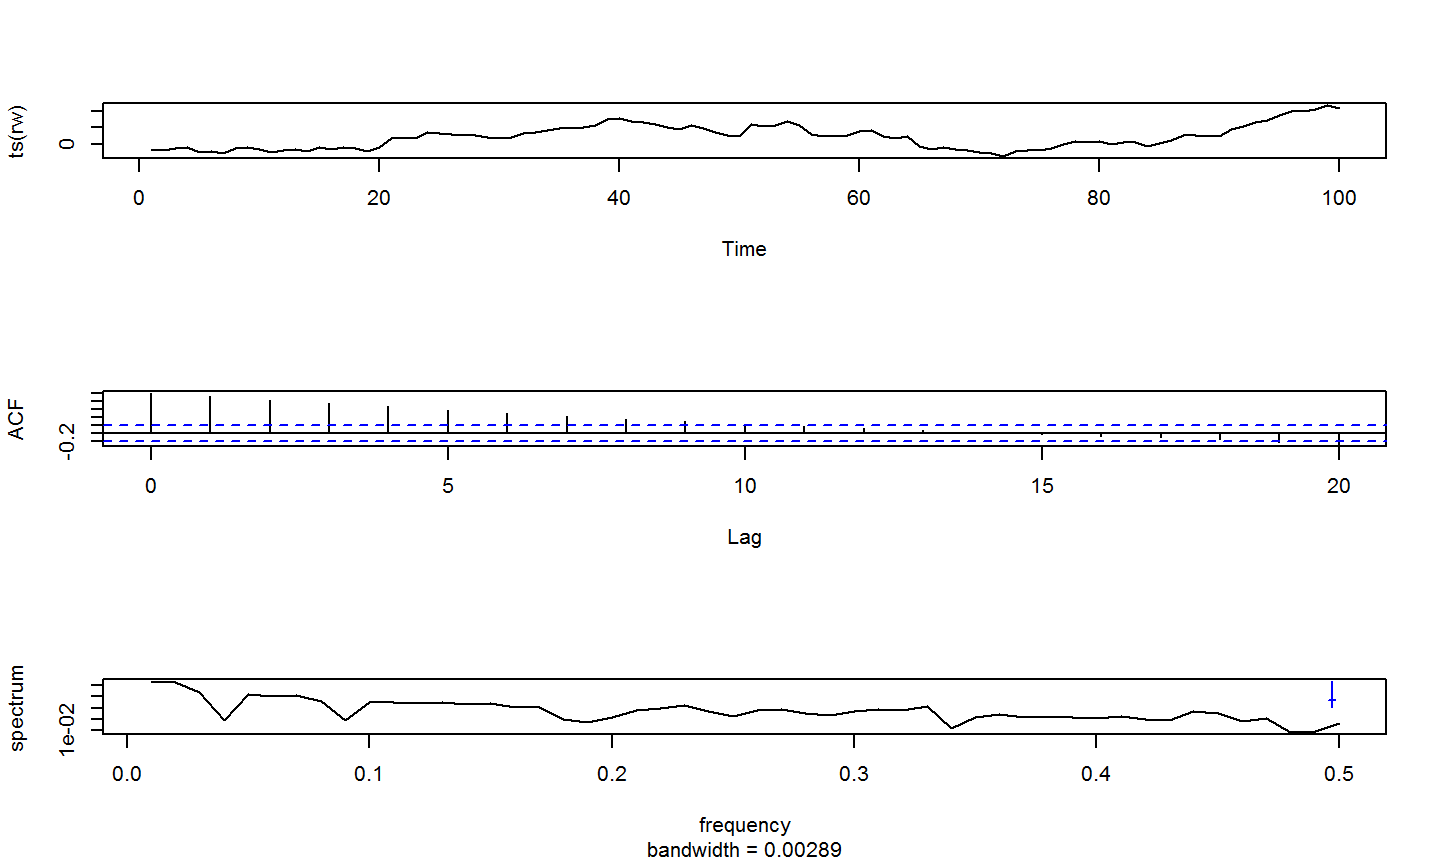 ts(rw)
0
0 20 40 60 80 100
Time
ACF
-0.2
0 5 10 15 20
Lag
spectrum
1e-02
0.0 0.1 0.2 0.3 0.4 0.5
frequency
bandwidth = 0.00289